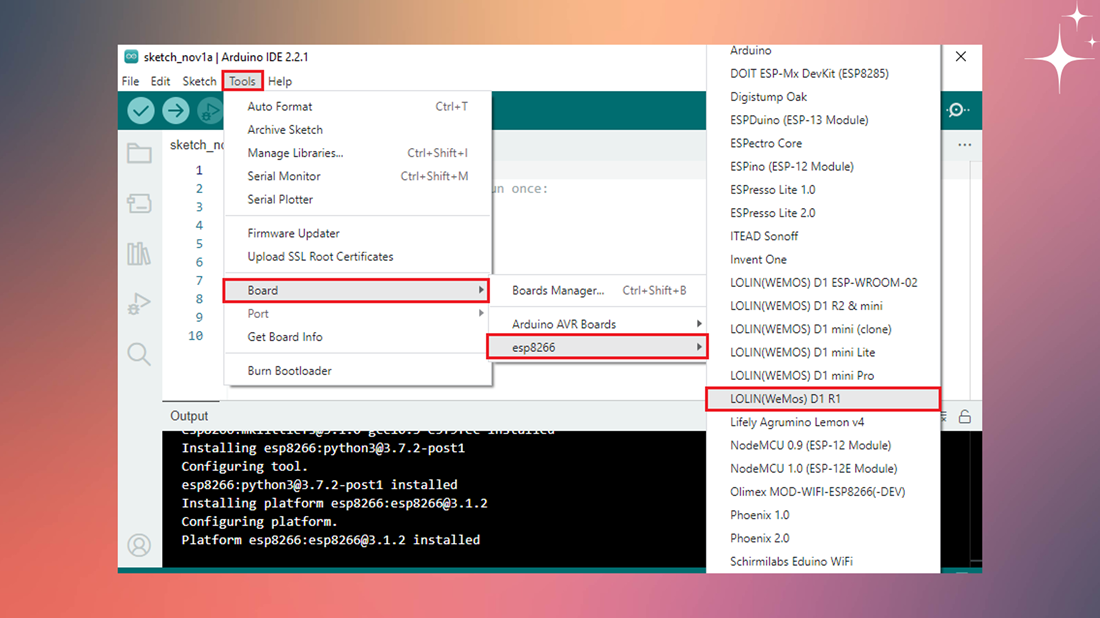 sketch_nov1a | Arduino IDE 2.2.1
File Edit Sketch Tools Help
sketch_no
1
2
3
4
5
6
7
8
9
10
un once:
Auto Format Ctrl+T
Archive Sketch
Manage Libraries... Ctrl+Shift+I
Serial Monitor Ctrl+Shift+M
Serial Plotter
Firmware Updater
Upload SSL Root Certificates
Board
Port
Get Board Info
Burn Bootloader
Boards Manager... Ctrl+Shift+B
Arduino AVR Boards
esp8266
Arduino
DOIT ESP-Mx DevKit (ESP8285)
Digistump Oak
ESPDuino (ESP-13 Module)
ESPectro Core
ESPino (ESP-12 Module)
ESPresso Lite 1.0
ESPresso Lite 2.0
ITEAD Sonoff
Invent One
LOLIN(WEMOS) D1 ESP-WROOM-02
LOLIN(WEMOS) D1 R2 & mini
LOLIN(WEMOS) D1 mini (clone)
LOLIN(WEMOS) D1 mini Lite
LOLIN(WEMOS) D1 mini Pro
LOLIN(WeMos) D1 R1
Lifely Agrumino Lemon v4
NodeMCU 0.9 (ESP-12 Module)
NodeMCU 1.0 (ESP-12E Module)
Olimex MOD-WIFI-ESP8266(-DEV)
Phoenix 1.0
Phoenix 2.0
Schirmilabs Eduino WiFi
Output
installed
Installing esp8266:python3@3.7.2-post1
Configuring tool.
esp8266:python3@3.7.2-post1 installed
Installing platform esp8266:esp8266@3.1.2
Configuring platform.
Platform esp8266:esp8266@3.1.2 installed